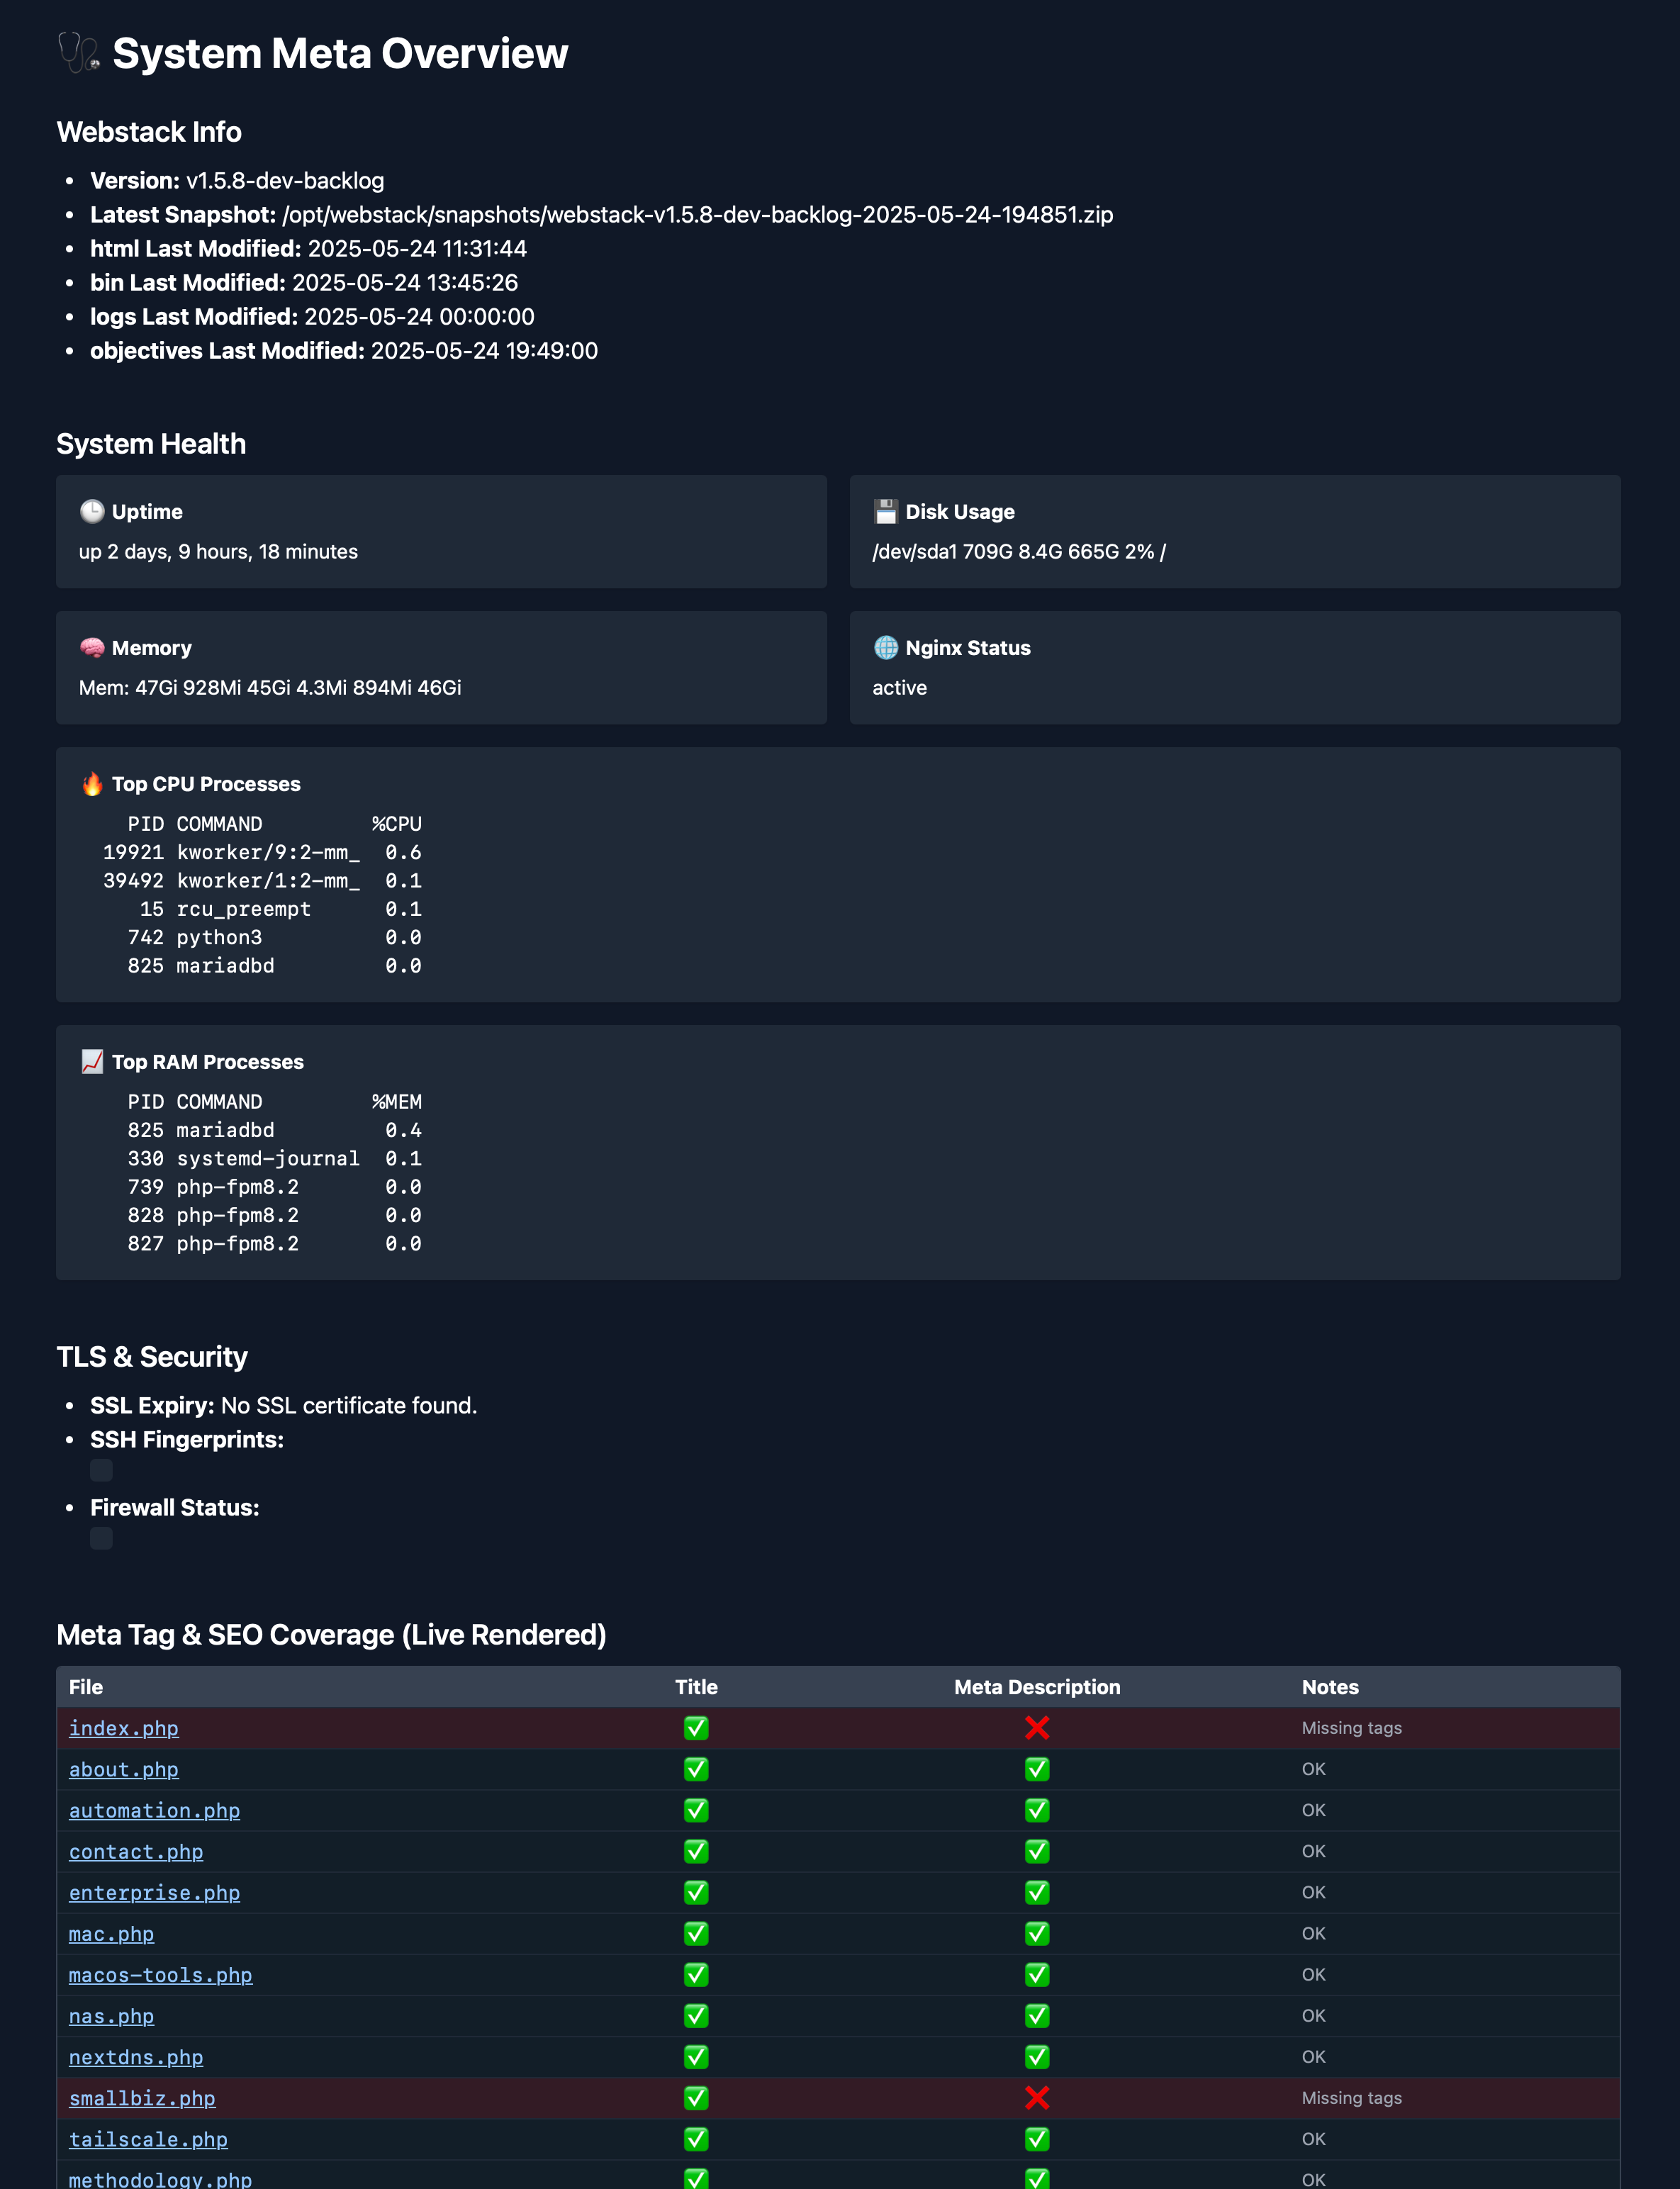 System Meta Overview
Webstack Info
Version: v1.5.8-dev-backlog
Latest Snapshot: /opt/webstack/snapshots/webstack-v1.5.8-dev-backlog-2025-05-24-194851.zip
html Last Modified: 2025-05-24 11:31:44
bin Last Modified: 2025-05-24 13:45:26
logs Last Modified: 2025-05-24 00:00:00
objectives Last Modified: 2025-05-24 19:49:00
System Health
Uptime
up 2 days, 9 hours, 18 minutes
Disk Usage
/dev/sda1 709G 8.4G 665G 2% /
Memory
Mem: 47Gi 928Mi 45Gi 4.3Mi 894Mi 46Gi
Nginx Status
active
Top CPU Processes
PID COMMAND %CPU
19921 kworker/9:2-mm_ 0.6
39492 kworker/1:2-mm_ 0.1
15 rcu_preempt 0.1
742 python3 0.0
825 mariadbd 0.0
Top RAM Processes
PID COMMAND %MEM
825 mariadbd 0.4
330 systemd-journal 0.1
739 php-fpm8.2 0.0
828 php-fpm8.2 0.0
827 php-fpm8.2 0.0
TLS & Security
SSL Expiry: No SSL certificate found.
SSH Fingerprints:
Firewall Status:
Meta Tag & SEO Coverage (Live Rendered)
File Title Meta Description Notes
index.php ✅ ❌ Missing tags
about.php ✅ ✅ OK
automation.php ✅ ✅ OK
contact.php ✅ ✅ OK
enterprise.php ✅ ✅ OK
mac.php ✅ ✅ OK
macos-tools.php ✅ ✅ OK
nas.php ✅ ✅ OK
nextdns.php ✅ ✅ OK
smallbiz.php ✅ ❌ Missing tags
tailscale.php ✅ ✅ OK
methodology.php ✅ ✅ OK